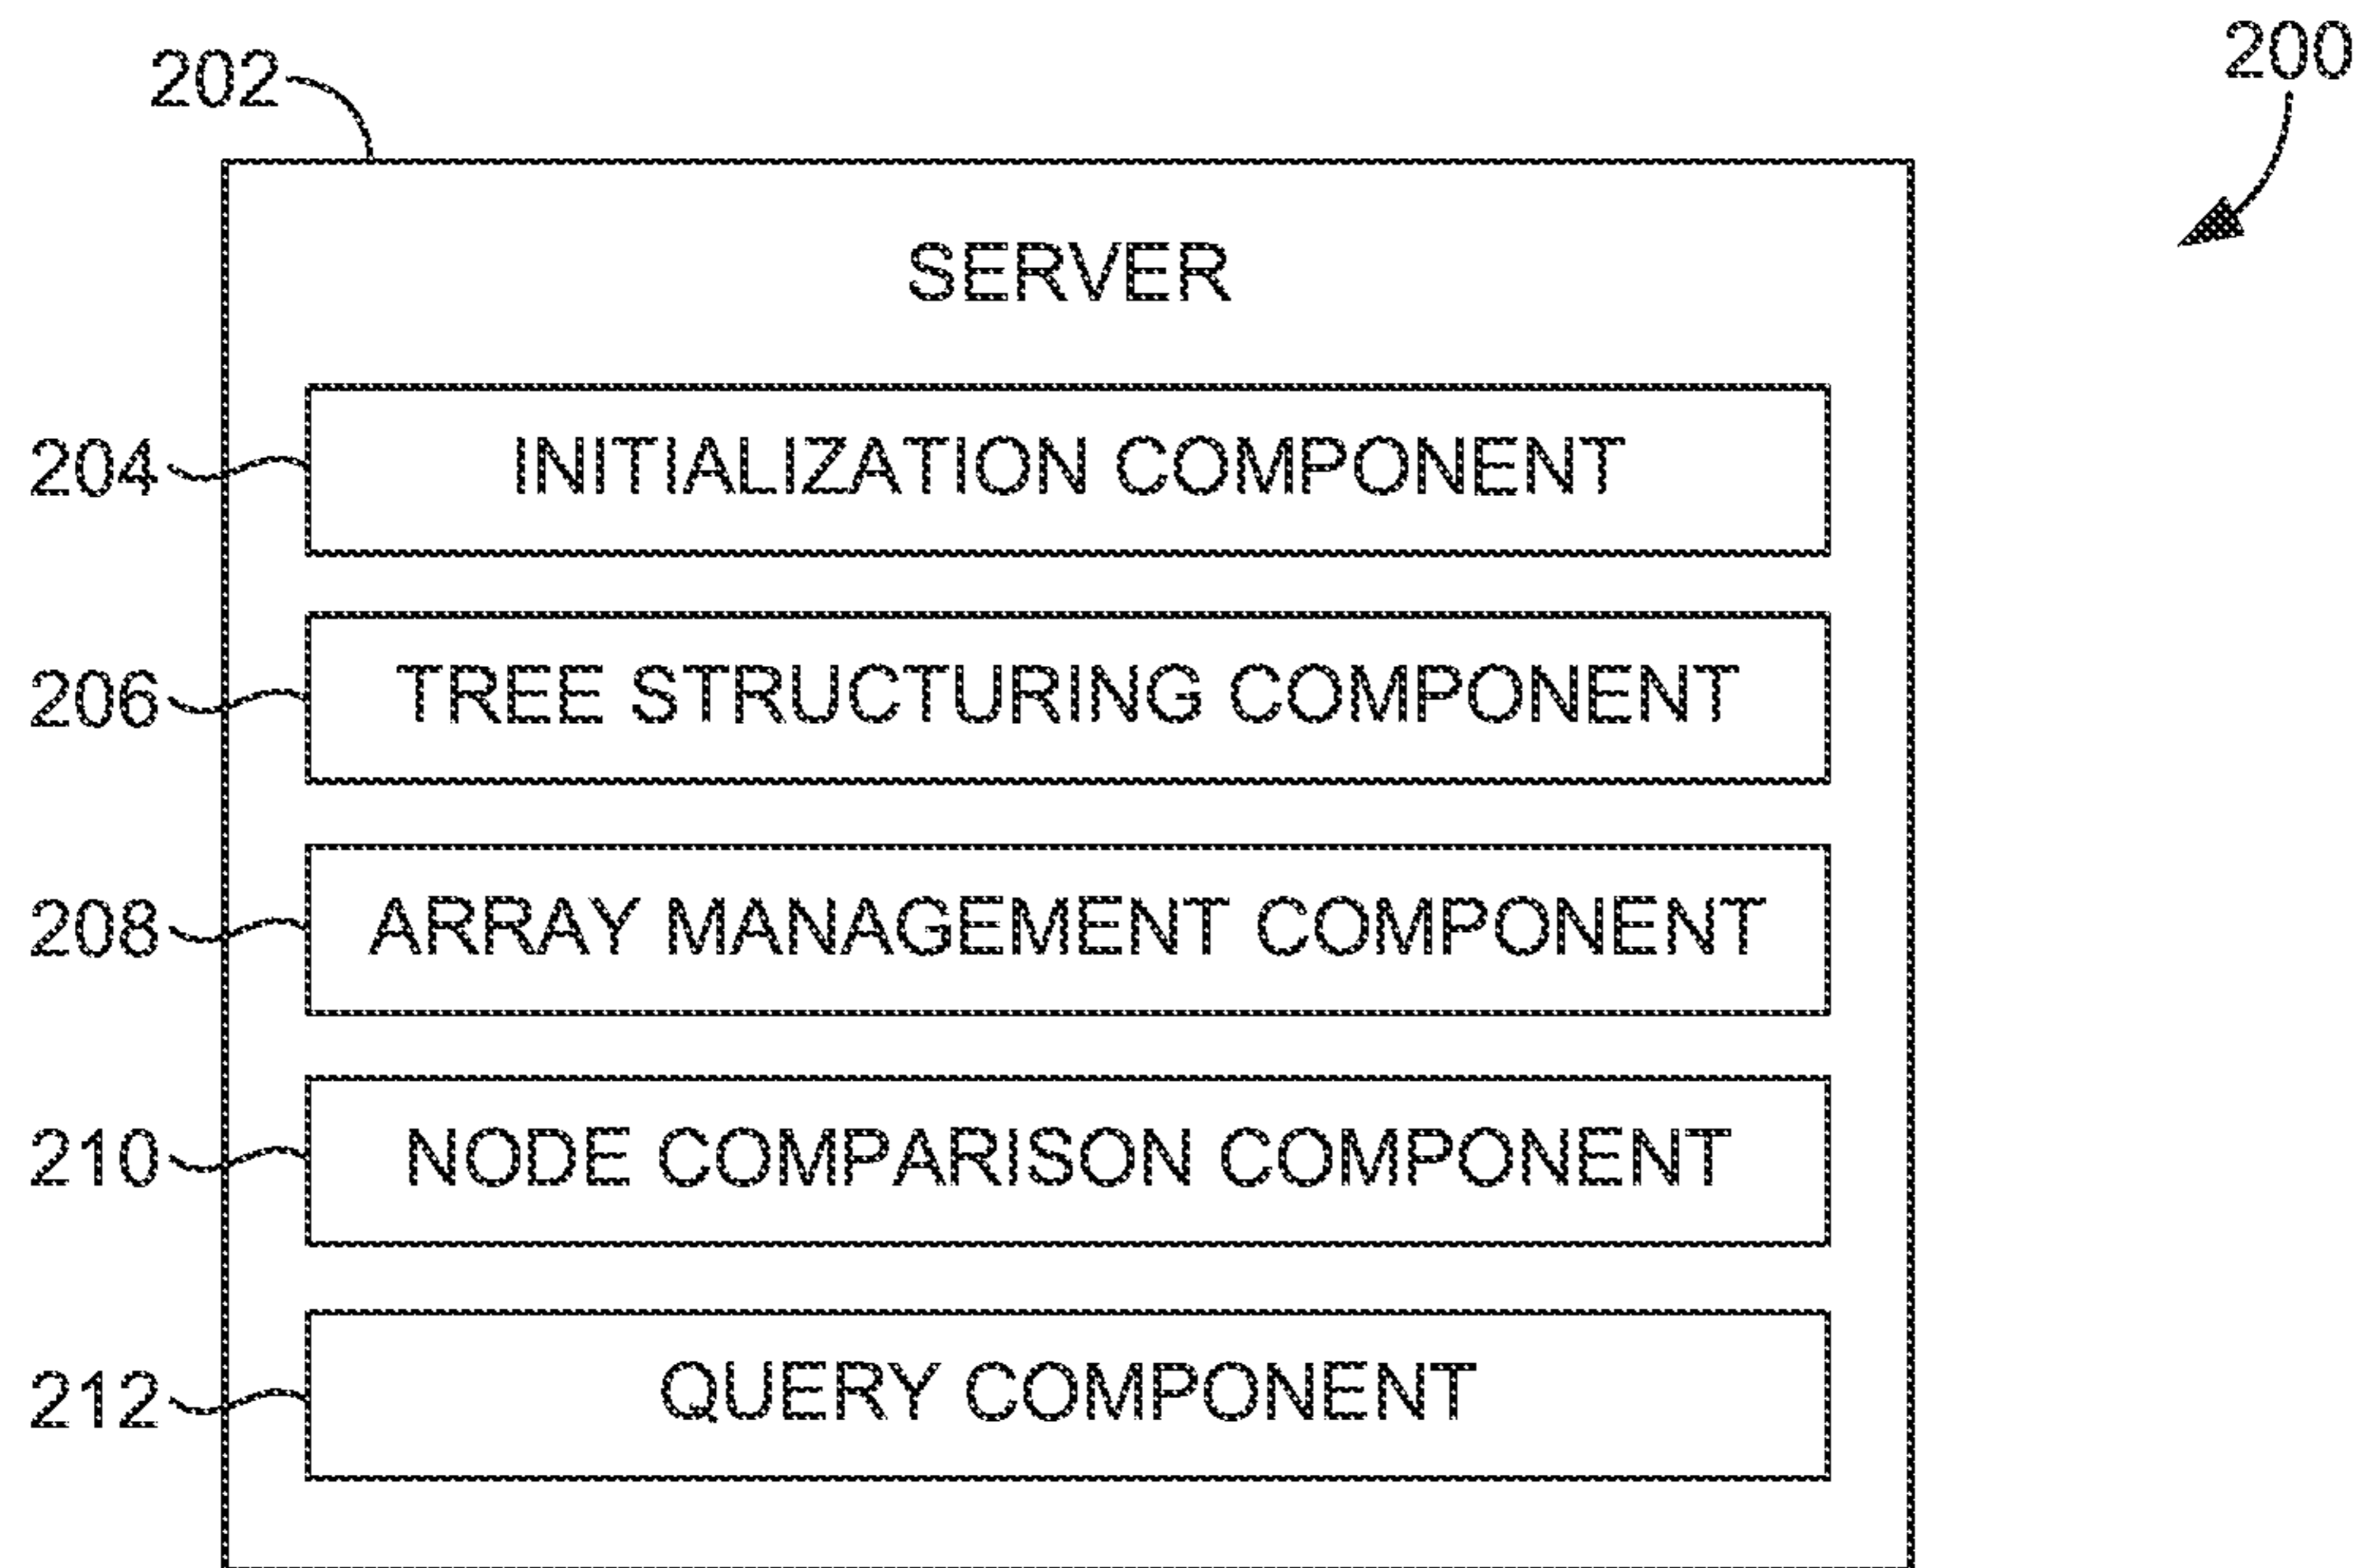 202
200
SERVER
204 INITIALIZATION COMPONENT
206 TREE STRUCTURING COMPONENT
208 ARRAY MANAGEMENT COMPONENT
210 NODE COMPARISON COMPONENT
212 QUERY COMPONENT